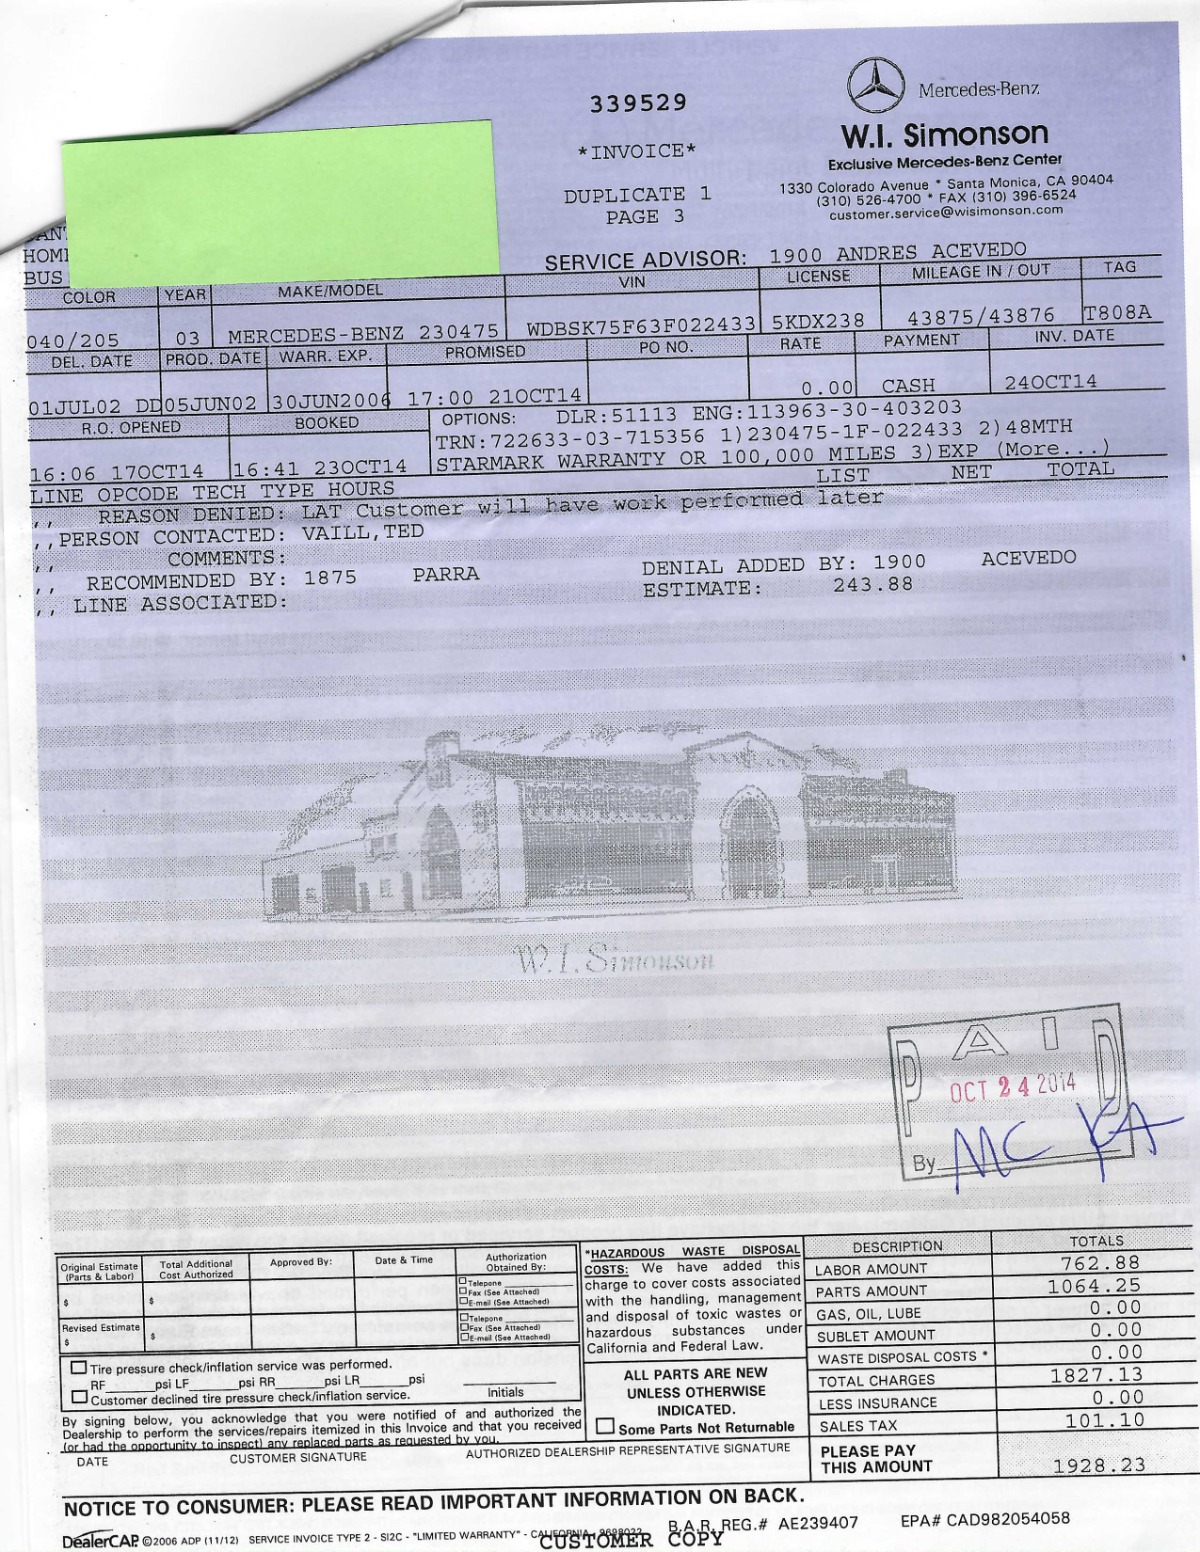 339529
*INVOICE*
DUPLICATE 1
PAGE 3
Mercedes-Benz
W.I. Simonson
Exclusive Mercedes-Benz Center
1330 Colorado Avenue * Santa Monica, CA 90404
(310) 526-4700 * FAX (310) 396-6524
customer.service@wisimonson.com
BUS
SERVICE ADVISOR: 1900 ANDRES ACEVEDO
COLOR YEAR MAKE/MODEL VIN LICENSE MILEAGE IN / OUT TAG
040/205 03 MERCEDES-BENZ 230475 WDBSK75F63F022433 5KDX238 43875/43876 T808A
DEL. DATE PROD. DATE WARR. EXP. PROMISED PO NO. RATE PAYMENT INV. DATE
01JUL02 DD 05JUN02 30JUN2006 17:00 21OCT14 0.00 CASH 24OCT14
R.O. OPENED BOOKED OPTIONS: DLR:51113 ENG:113963-30-403203
TRN:722633-03-715356 1)230475-1F-022433 2)48MTH
16:06 17OCT14 16:41 23OCT14 STARMARK WARRANTY OR 100,000 MILES 3)EXP (More...)
LINE OPCODE TECH TYPE HOURS LIST NET TOTAL
,, REASON DENIED: LAT Customer will have work performed later
,,PERSON CONTACTED: VAILL,TED
,, COMMENTS:
,, RECOMMENDED BY: 1875 PARRA DENIAL ADDED BY: 1900 ACEVEDO
,, LINE ASSOCIATED: ESTIMATE: 243.88
W.I. Simonson
PAID
OCT 24 2014
By MC
Original Estimate (Parts & Labor) $
Total Additional Cost Authorized $
Approved By:
Date & Time
Authorization Obtained By:
Telepone
Fax (See Attached)
E-mail (See Attached)
Revised Estimate $
$
Telepone
Fax (See Attached)
E-mail (See Attached)
Tire pressure check/inflation service was performed.
RF psi LF psi RR psi LR psi
Customer declined tire pressure check/inflation service.
Initials
By signing below, you acknowledge that you were notified of and authorized the
Dealership to perform the services/repairs itemized in this Invoice and that you received
(or had the opportunity to inspect) any replaced parts as requested by you.
DATE CUSTOMER SIGNATURE AUTHORIZED DEALERSHIP REPRESENTATIVE SIGNATURE
*HAZARDOUS WASTE DISPOSAL
COSTS: We have added this
charge to cover costs associated
with the handling, management
and disposal of toxic wastes or
hazardous substances under
California and Federal Law.
ALL PARTS ARE NEW
UNLESS OTHERWISE
INDICATED.
Some Parts Not Returnable
DESCRIPTION TOTALS
LABOR AMOUNT 762.88
PARTS AMOUNT 1064.25
GAS, OIL, LUBE 0.00
SUBLET AMOUNT 0.00
WASTE DISPOSAL COSTS * 0.00
TOTAL CHARGES 1827.13
LESS INSURANCE 0.00
SALES TAX 101.10
PLEASE PAY
THIS AMOUNT 1928.23
NOTICE TO CONSUMER: PLEASE READ IMPORTANT INFORMATION ON BACK.
B.A.R. REG.# AE239407 EPA# CAD982054058
DealerCAP ©2006 ADP (11/12) SERVICE INVOICE TYPE 2 - SI2C - "LIMITED WARRANTY" - CALIFORNIA
CUSTOMER COPY